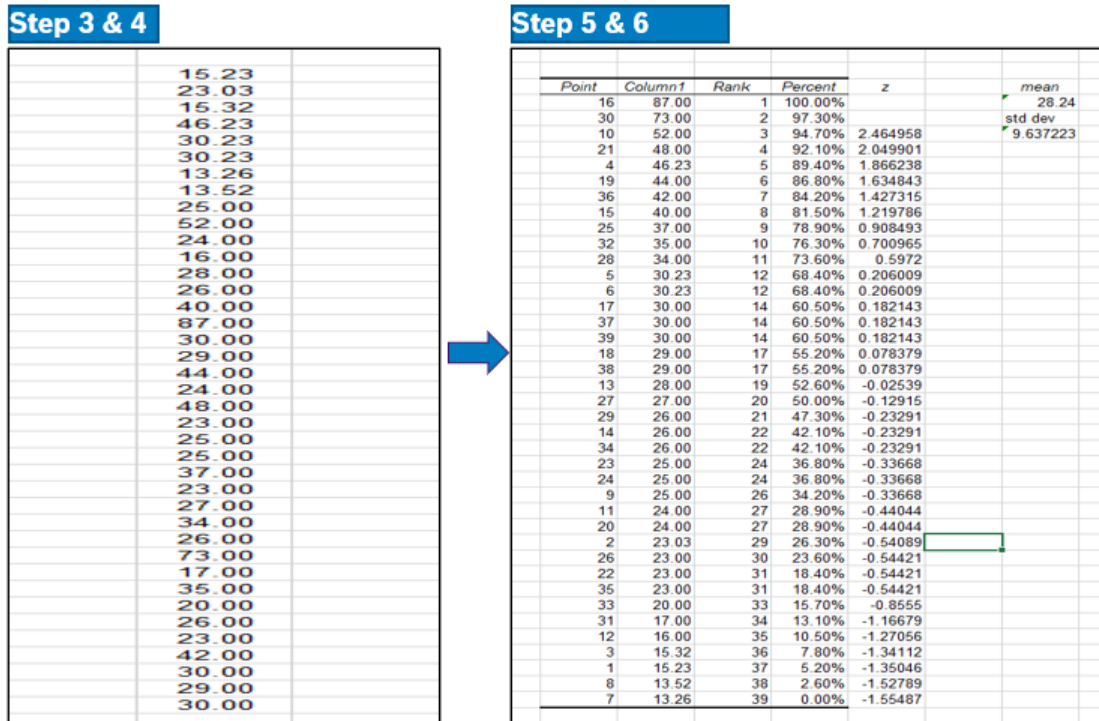 Step 3 & 4
15.23
23.03
15.32
46.23
30.23
30.23
13.26
13.52
25.00
52.00
24.00
16.00
28.00
26.00
40.00
87.00
30.00
29.00
44.00
24.00
48.00
23.00
25.00
25.00
37.00
23.00
27.00
34.00
26.00
73.00
17.00
35.00
20.00
26.00
23.00
42.00
30.00
29.00
30.00
Step 5 & 6
Point Column1 Rank Percent z mean
16 87.00 1 100.00% 28.24
30 73.00 2 97.30% std dev
10 52.00 3 94.70% 2.464958 9.637223
21 48.00 4 92.10% 2.049901
4 46.23 5 89.40% 1.866238
19 44.00 6 86.80% 1.634843
36 42.00 7 84.20% 1.427315
15 40.00 8 81.50% 1.219786
25 37.00 9 78.90% 0.908493
32 35.00 10 76.30% 0.700965
28 34.00 11 73.60% 0.5972
5 30.23 12 68.40% 0.206009
6 30.23 12 68.40% 0.206009
17 30.00 14 60.50% 0.182143
37 30.00 14 60.50% 0.182143
39 30.00 14 60.50% 0.182143
18 29.00 17 55.20% 0.078379
38 29.00 17 55.20% 0.078379
13 28.00 19 52.60% -0.02539
27 27.00 20 50.00% -0.12915
29 26.00 21 47.30% -0.23291
14 26.00 22 42.10% -0.23291
34 26.00 22 42.10% -0.23291
23 25.00 24 36.80% -0.33668
24 25.00 24 36.80% -0.33668
9 25.00 26 34.20% -0.33668
11 24.00 27 28.90% -0.44044
20 24.00 27 28.90% -0.44044
2 23.03 29 26.30% -0.54089
26 23.00 30 23.60% -0.54421
22 23.00 31 18.40% -0.54421
35 23.00 31 18.40% -0.54421
33 20.00 33 15.70% -0.8555
31 17.00 34 13.10% -1.16679
12 16.00 35 10.50% -1.27056
3 15.32 36 7.80% -1.34112
1 15.23 37 5.20% -1.35046
8 13.52 38 2.60% -1.52789
7 13.26 39 0.00% -1.55487